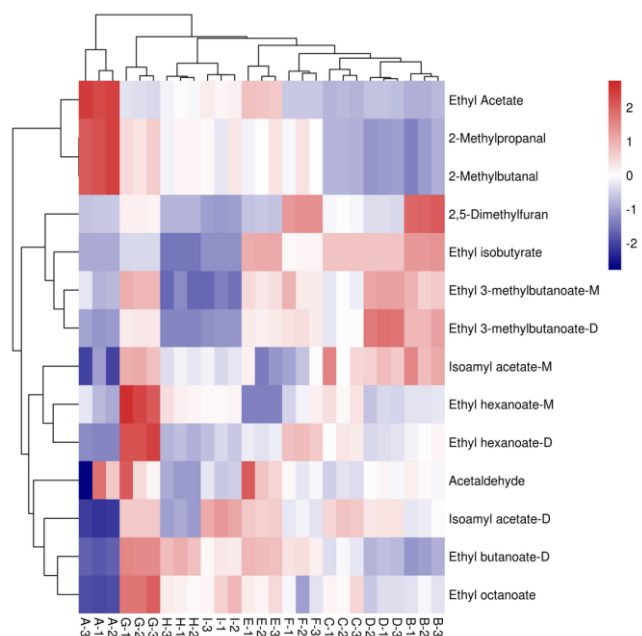 Ethyl Acetate
2-Methylpropanal
2-Methylbutanal
2,5-Dimethylfuran
Ethyl isobutyrate
Ethyl 3-methylbutanoate-M
Ethyl 3-methylbutanoate-D
Isoamyl acetate-M
Ethyl hexanoate-M
Ethyl hexanoate-D
Acetaldehyde
Isoamyl acetate-D
Ethyl butanoate-D
Ethyl octanoate
2
1
0
-1
-2
A-3
A-1
A-2
G-1
G-2
G-3
H-3
H-1
H-2
I-3
I-1
I-2
E-1
E-2
E-3
F-1
F-2
F-3
C-1
C-2
C-3
D-2
D-1
D-3
B-1
B-2
B-3